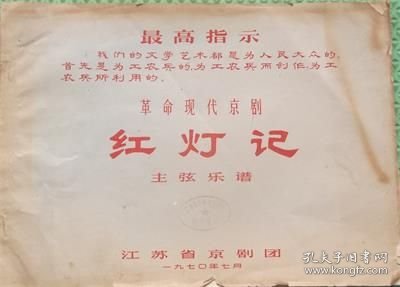 最高指示
我们的文学艺术都是为人民大众的,
首先是为工农兵的,为工农兵而创作,为工
农兵所利用的.
革命现代京剧
红灯记
主弦乐谱
江苏省京剧团
一九七〇年七月
孔夫子旧书网